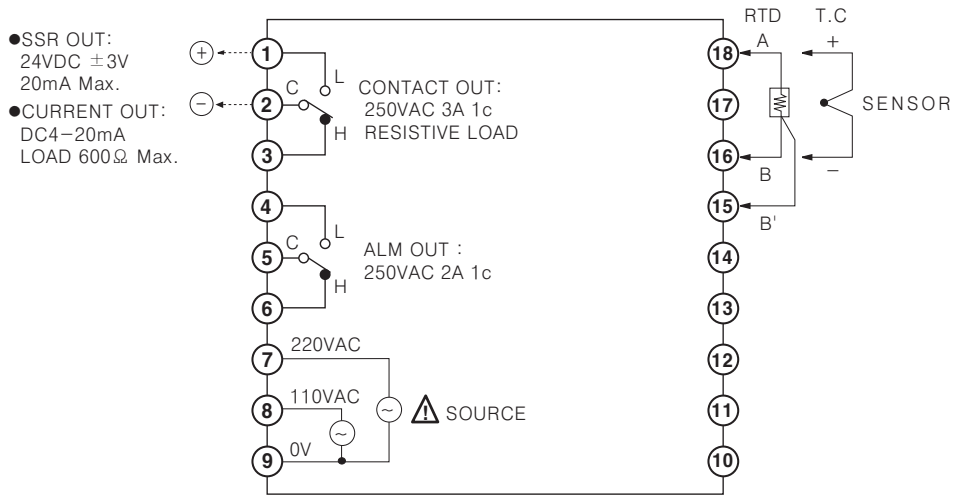 ●SSR OUT:
24VDC ±3V
20mA Max.
●CURRENT OUT:
DC4-20mA
LOAD 600Ω Max.
+
−
1
2
3
4
5
6
7
8
9
L
C
H
CONTACT OUT:
250VAC 3A 1c
RESISTIVE LOAD
L
C
H
ALM OUT :
250VAC 2A 1c
220VAC
110VAC
0V
~
~
! SOURCE
18
17
16
15
14
13
12
11
10
RTD
T.C
A
+
SENSOR
B
−
B'